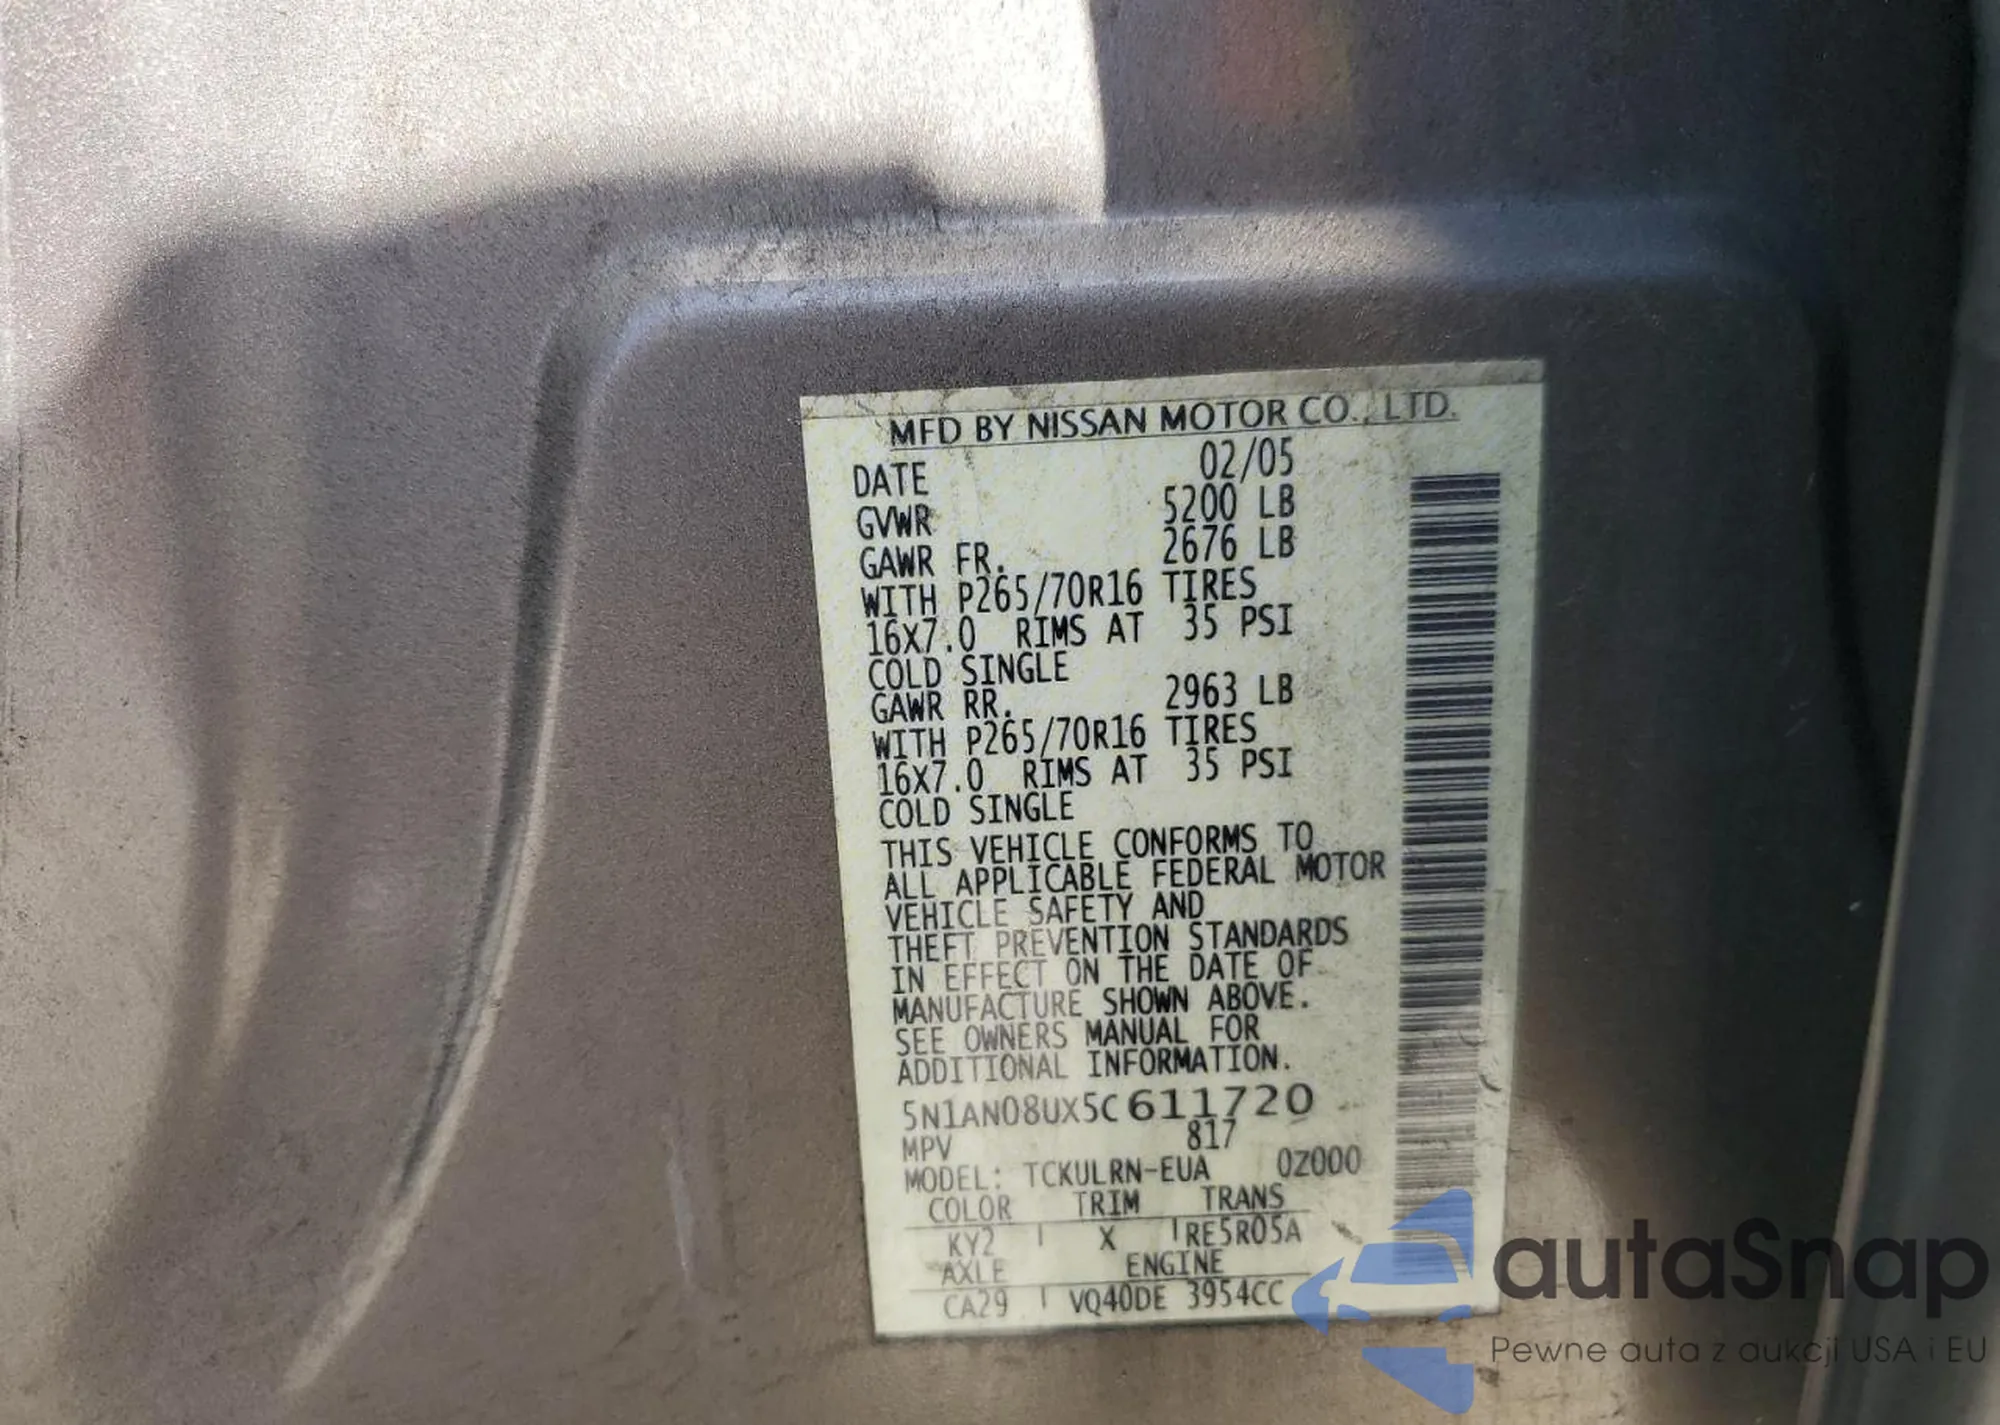 MFD BY NISSAN MOTOR CO., LTD.
DATE 02/05
GVWR 5200 LB
GAWR FR. 2676 LB
WITH P265/70R16 TIRES
16X7.0 RIMS AT 35 PSI
COLD SINGLE
GAWR RR. 2963 LB
WITH P265/70R16 TIRES
16X7.0 RIMS AT 35 PSI
COLD SINGLE
THIS VEHICLE CONFORMS TO
ALL APPLICABLE FEDERAL MOTOR
VEHICLE SAFETY AND
THEFT PREVENTION STANDARDS
IN EFFECT ON THE DATE OF
MANUFACTURE SHOWN ABOVE.
SEE OWNERS MANUAL FOR
ADDITIONAL INFORMATION.
5N1AN08UX5C611720
MPV 817
MODEL: TCKULRN-EUA 0Z000
COLOR TRIM TRANS
KY2 X RE5R05A
AXLE ENGINE
CA29 VQ40DE 3954CC
autaSnap
Pewne auta z aukcji USA i EU